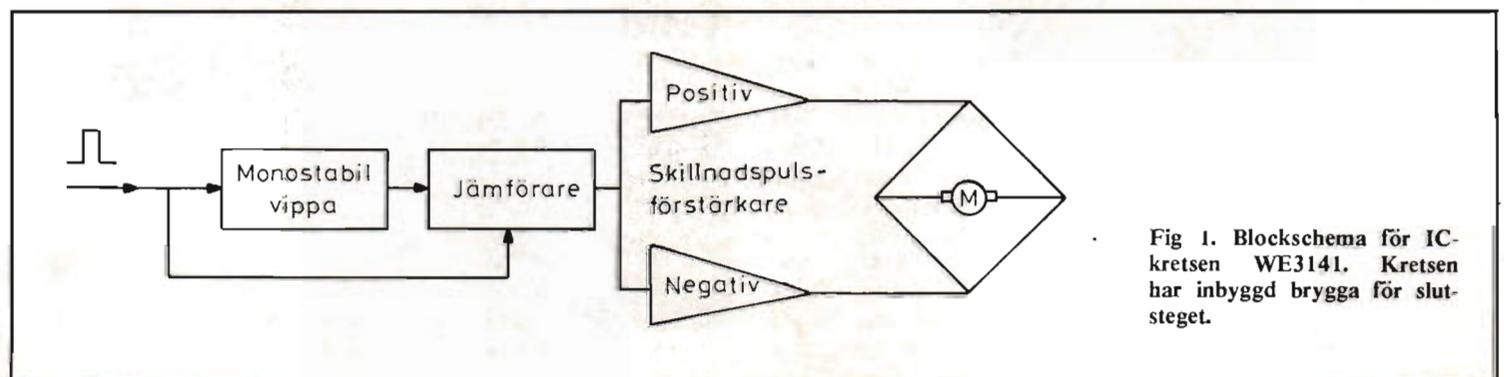 Positiv
Monostabil
vippa
Jämförare
Skillnadspuls-
förstärkare
M
Negativ
Fig 1. Blockschema för IC-
kretsen WE3141. Kretsen
har inbyggd brygga för slut-
steget.